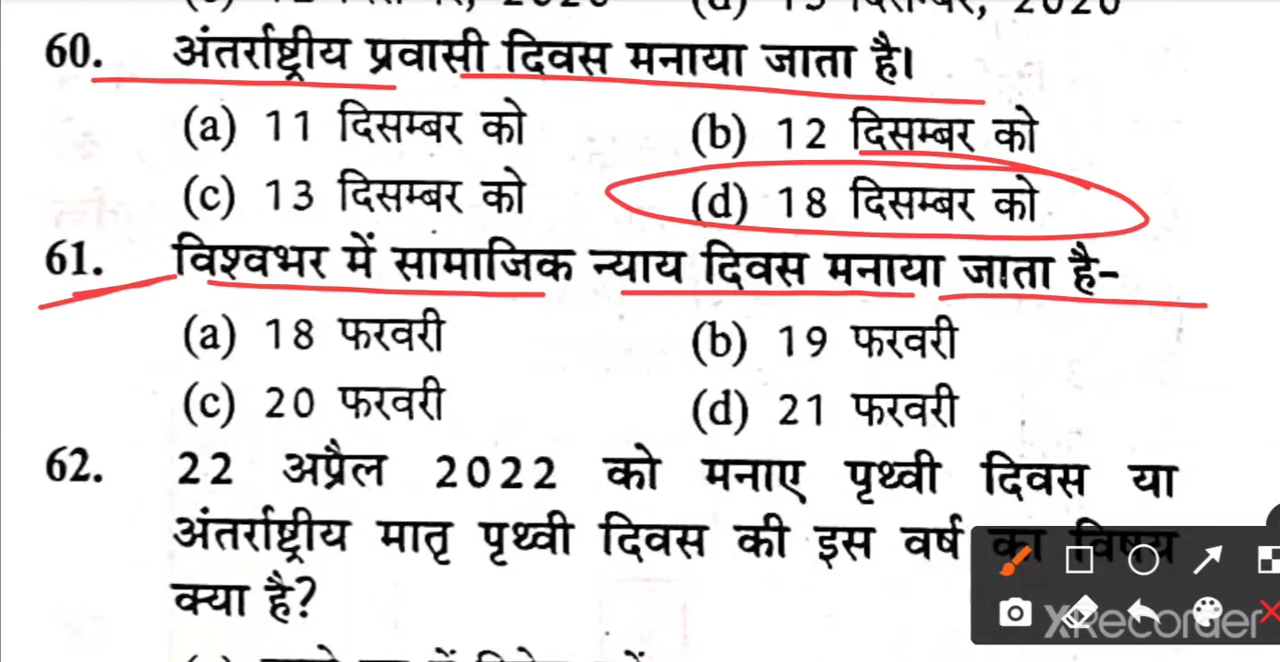 60. अंतर्राष्ट्रीय प्रवासी दिवस मनाया जाता है।
(a) 11 दिसम्बर को (b) 12 दिसम्बर को
(c) 13 दिसम्बर को (d) 18 दिसम्बर को
61. विश्वभर में सामाजिक न्याय दिवस मनाया जाता है–
(a) 18 फरवरी (b) 19 फरवरी
(c) 20 फरवरी (d) 21 फरवरी
62. 22 अप्रैल 2022 को मनाए पृथ्वी दिवस या
अंतर्राष्ट्रीय मातृ पृथ्वी दिवस की इस वर्ष का विषय
क्या है?
XRecorder